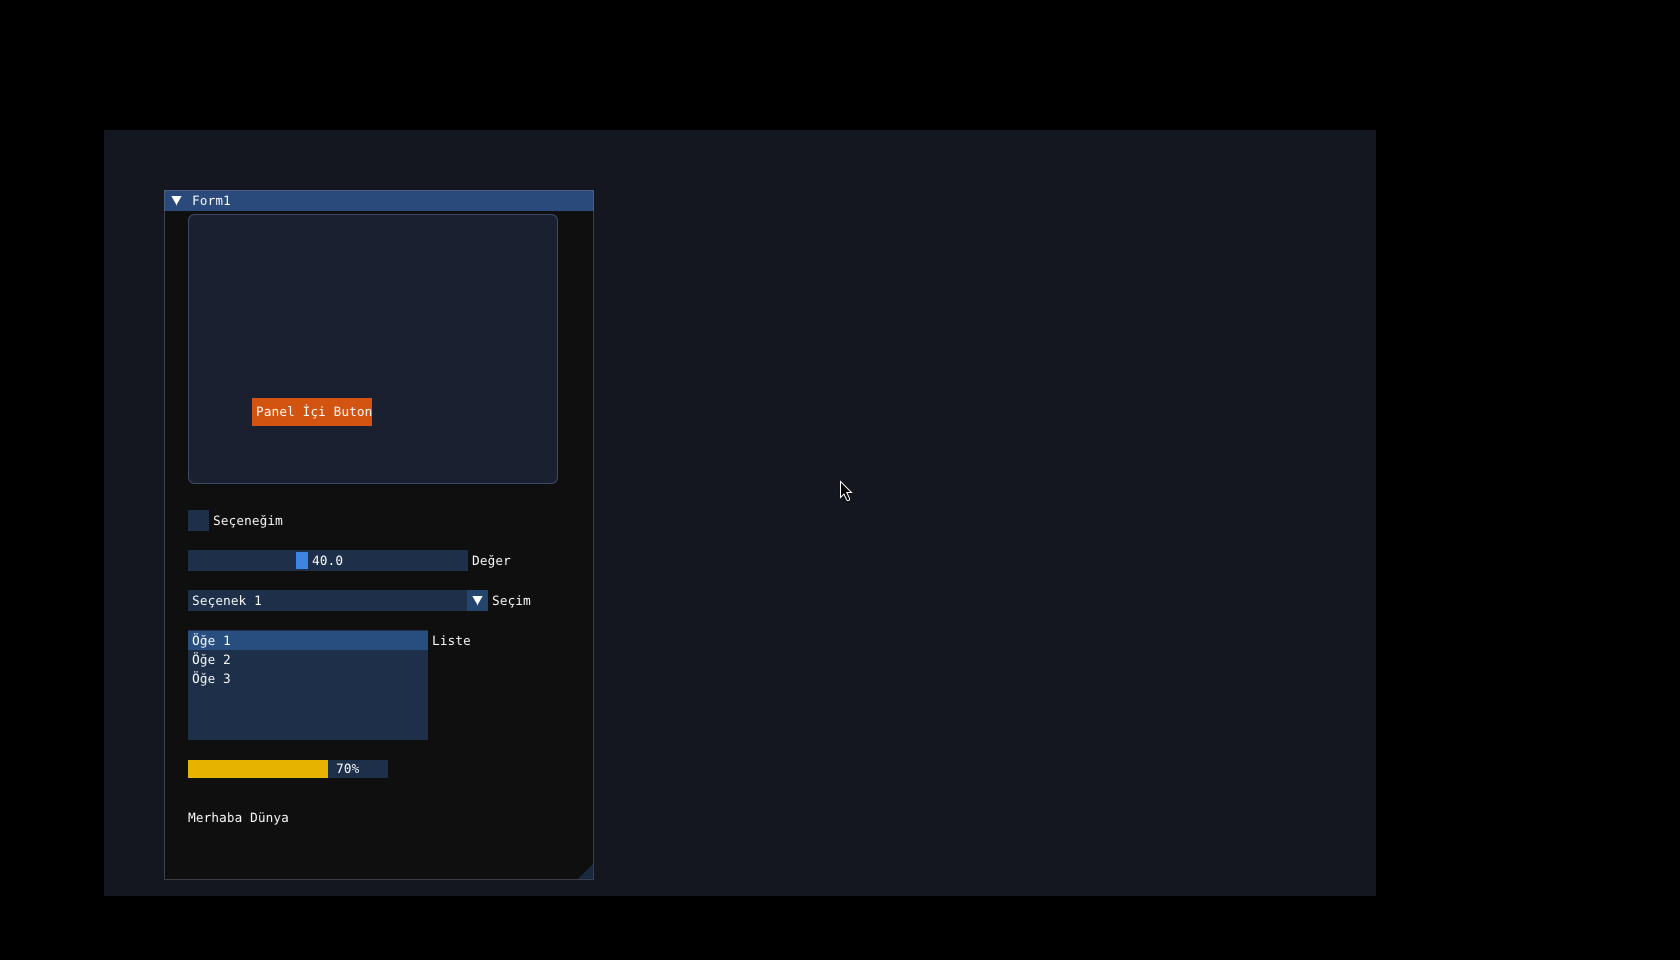 Form1
Panel İçi Buton
Seçeneğim
40.0 Değer
Seçenek 1 Seçim
Öğe 1 Liste
Öğe 2
Öğe 3
70%
Merhaba Dünya